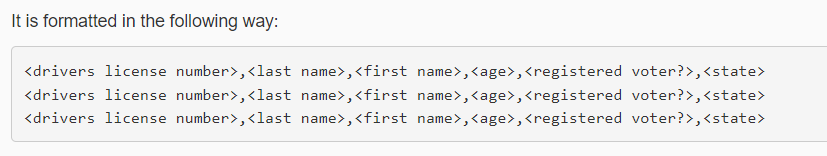 It is formatted in the following way:
<drivers license number>,<last name>,<first name>,<age>,<registered voter?>,<state>
<drivers license number>,<last name>,<first name>,<age>,<registered voter?>,<state>
<drivers license number>,<last name>,<first name>,<age>,<registered voter?>,<state>